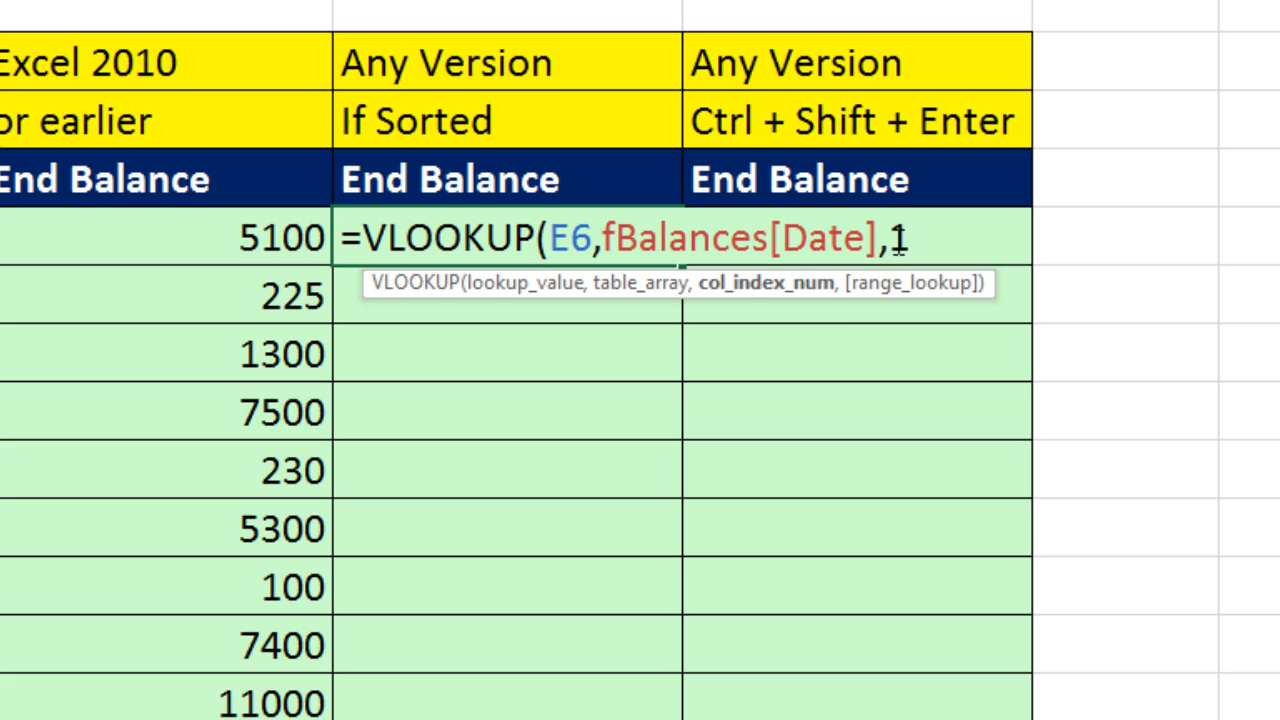 Excel 2010 Any Version Any Version
or earlier If Sorted Ctrl + Shift + Enter
End Balance End Balance End Balance
5100 =VLOOKUP(E6,fBalances[Date],1
VLOOKUP(lookup_value, table_array, col_index_num, [range_lookup])
225
1300
7500
230
5300
100
7400
11000